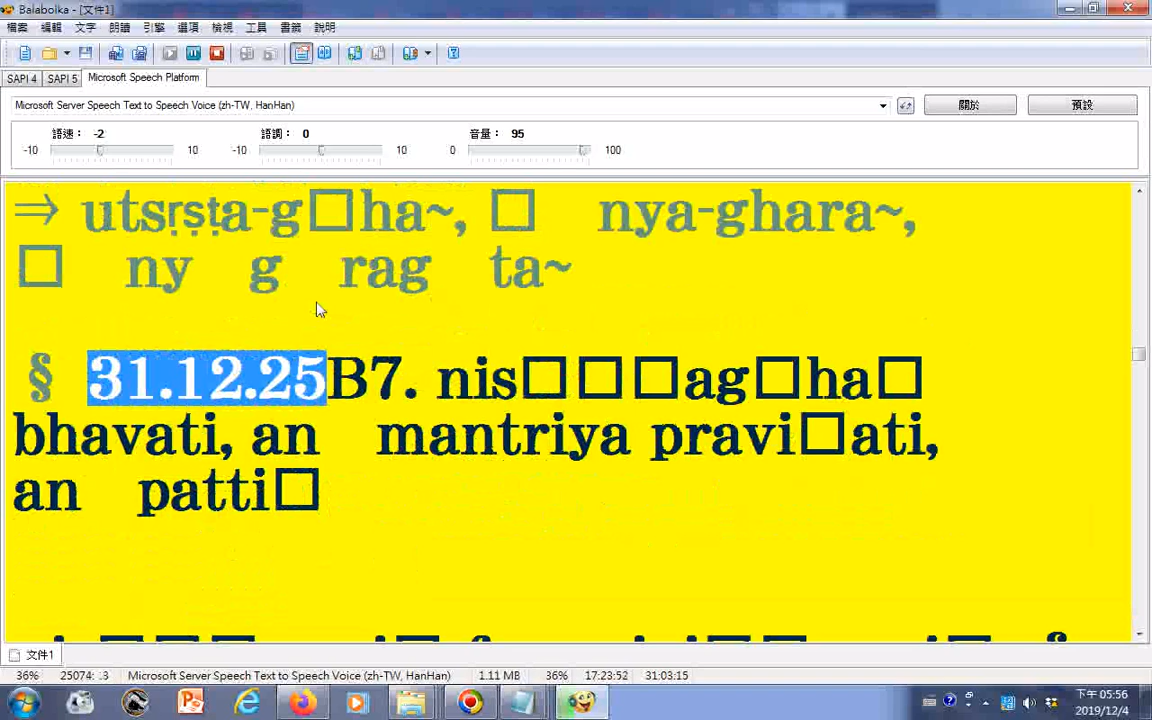 Balabolka - [文件1]
檔案 編輯 文字 朗讀 引擎 選項 檢視 工具 書籤 說明
SAPI 4 SAPI 5 Microsoft Speech Platform
Microsoft Server Speech Text to Speech Voice (zh-TW, HanHan) 關於 預設
語速： -2 語調： 0 音量： 95
-10 10 -10 10 0 100
⇒ utsṛṣṭa-g□ha~, □ nya-ghara~,
□ ny g rag ta~
§ 31.12.25B7. nis□□□ag□ha□
bhavati, an mantriya pravi□ati,
an patti□
文件1
36% 25074: Microsoft Server Speech Text to Speech Voice (zh-TW, HanHan) 1.11 MB 36% 17:23:52 31:03:15
下午 05:56
2019/12/4